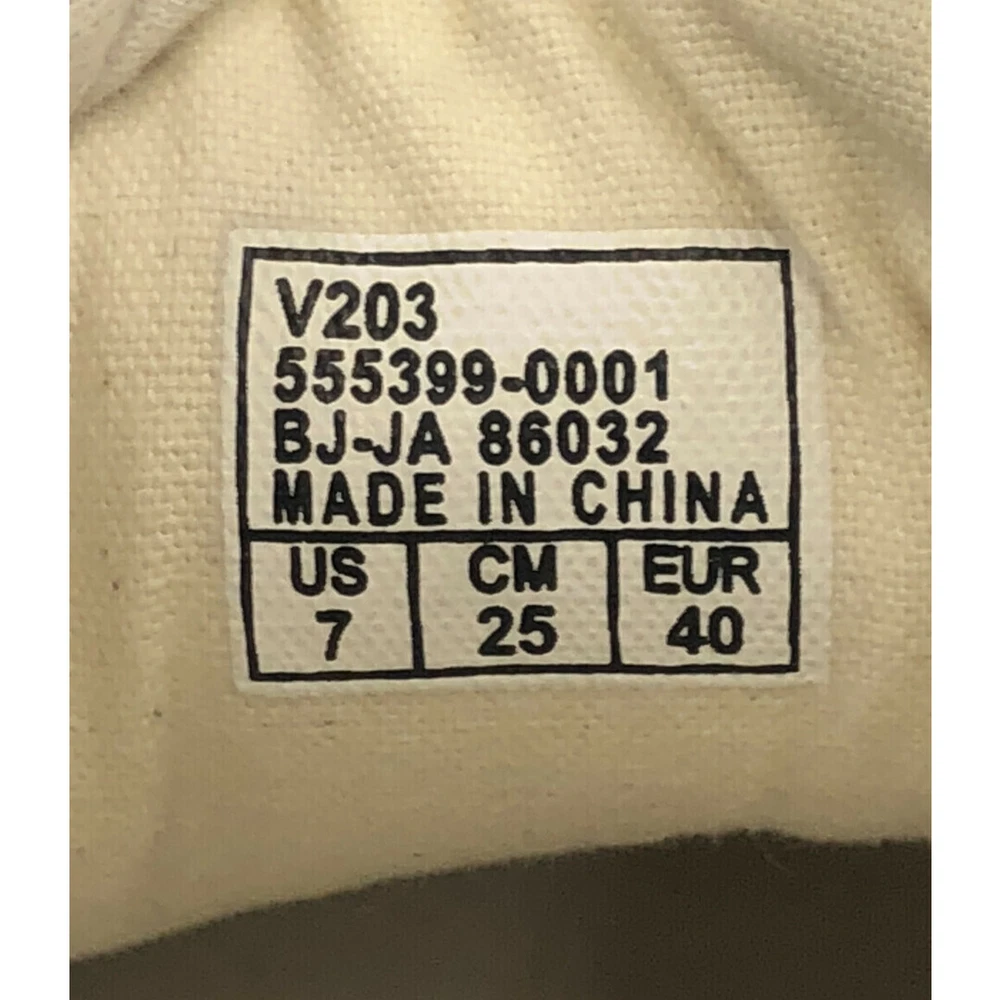 V203
555399-0001
BJ-JA 86032
MADE IN CHINA
US CM EUR
7 25 40